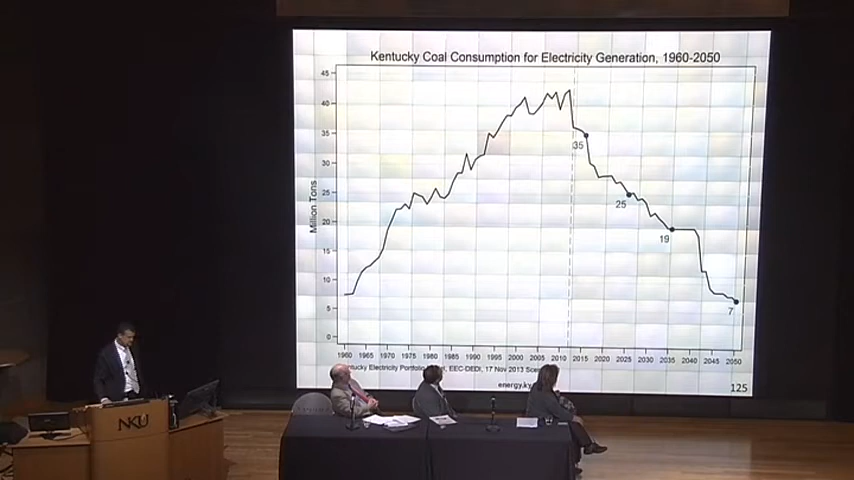 Kentucky Coal Consumption for Electricity Generation, 1960-2050
Million Tons
45
40
35
30
25
20
15
10
5
0
35
25
19
7
1960 1965 1970 1975 1980 1985 1990 1995 2000 2005 2010 2015 2020 2025 2030 2035 2040 2045 2050
Electricity Portfolio EEC-DEDI, 17 Nov 2013
energy.ky
125
NKU